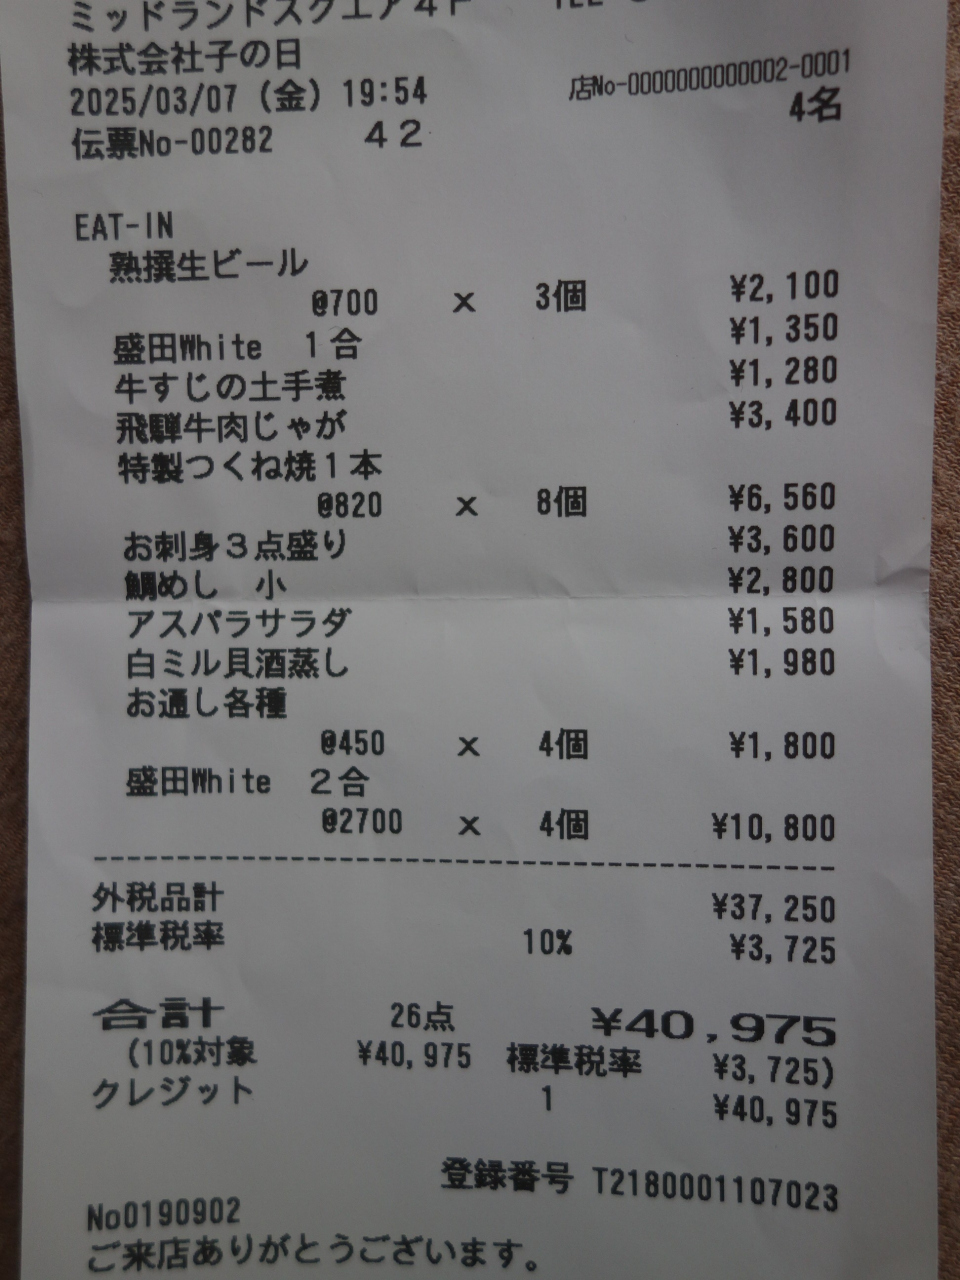 ミッドランドスクエア4F TEL
株式会社子の日
2025/03/07 (金) 19:54 店No-0000000000002-0001
4名
伝票No-00282 42
EAT-IN
熟撰生ビール
@700 × 3個 ¥2,100
盛田White 1合 ¥1,350
牛すじの土手煮 ¥1,280
飛騨牛肉じゃが ¥3,400
特製つくね焼1本
@820 × 8個 ¥6,560
お刺身3点盛り ¥3,600
鯛めし 小 ¥2,800
アスパラサラダ ¥1,580
白ミル貝酒蒸し ¥1,980
お通し各種
@450 × 4個 ¥1,800
盛田White 2合
@2700 × 4個 ¥10,800
外税品計 ¥37,250
標準税率 10% ¥3,725
合計 26点 ¥40,975
(10%対象 ¥40,975 標準税率 ¥3,725)
クレジット 1 ¥40,975
登録番号 T2180001107023
No0190902
ご来店ありがとうございます。